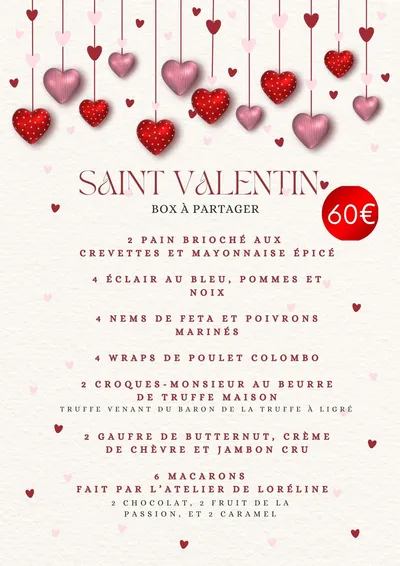 SAINT VALENTIN
BOX À PARTAGER
60€
2 PAIN BRIOCHÉ AUX
CREVETTES ET MAYONNAISE ÉPICÉ
4 ÉCLAIR AU BLEU, POMMES ET
NOIX
4 NEMS DE FETA ET POIVRONS
MARINÉS
4 WRAPS DE POULET COLOMBO
2 CROQUES-MONSIEUR AU BEURRE
DE TRUFFE MAISON
TRUFFE VENANT DU BARON DE LA TRUFFE À LIGRÉ
2 GAUFRE DE BUTTERNUT, CRÈME
DE CHÈVRE ET JAMBON CRU
6 MACARONS
FAIT PAR L'ATELIER DE LORÉLINE
2 CHOCOLAT, 2 FRUIT DE LA
PASSION, ET 2 CARAMEL